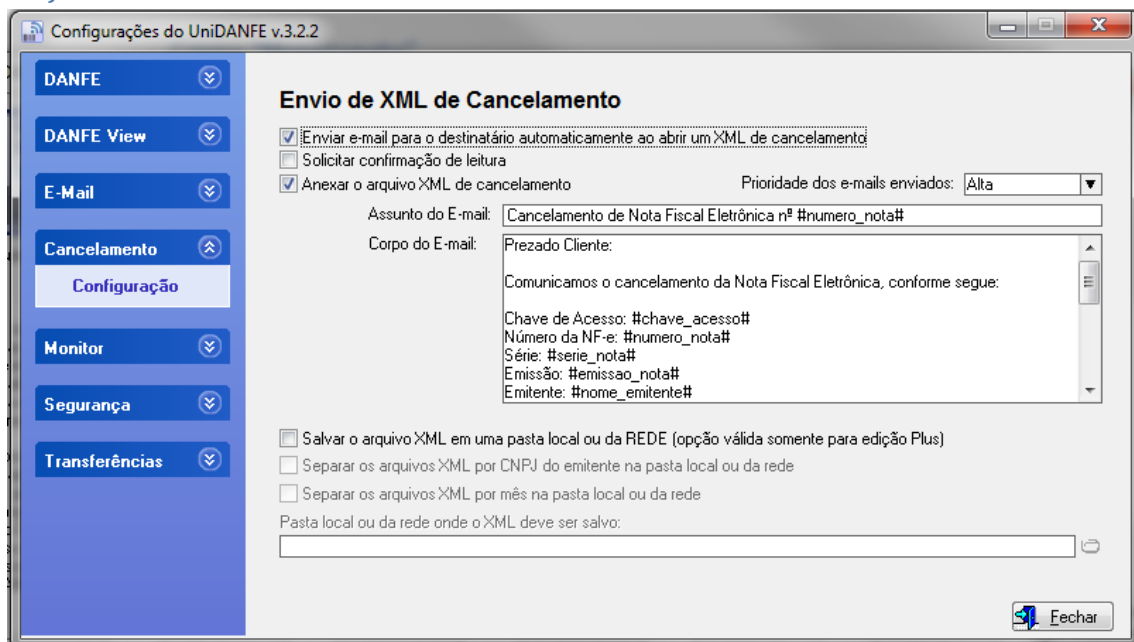 Configurações do UniDANFE v.3.2.2
DANFE
DANFE View
E-Mail
Cancelamento
Configuração
Monitor
Segurança
Transferências
Envio de XML de Cancelamento
Enviar e-mail para o destinatário automaticamente ao abrir um XML de cancelamento
Solicitar confirmação de leitura
Anexar o arquivo XML de cancelamento
Prioridade dos e-mails enviados: Alta
Assunto do E-mail: Cancelamento de Nota Fiscal Eletrônica nº #numero_nota#
Corpo do E-mail: Prezado Cliente:
Comunicamos o cancelamento da Nota Fiscal Eletrônica, conforme segue:
Chave de Acesso: #chave_acesso#
Número da NF-e: #numero_nota#
Série: #serie_nota#
Emissão: #emissao_nota#
Emitente: #nome_emitente#
Salvar o arquivo XML em uma pasta local ou da REDE (opção válida somente para edição Plus)
Separar os arquivos XML por CNPJ do emitente na pasta local ou da rede
Separar os arquivos XML por mês na pasta local ou da rede
Pasta local ou da rede onde o XML deve ser salvo:
Fechar